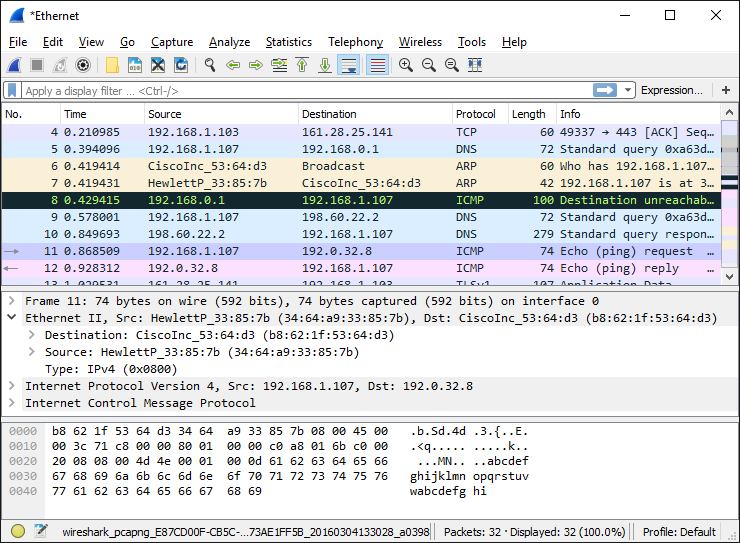 *Ethernet
File Edit View Go Capture Analyze Statistics Telephony Wireless Tools Help
Apply a display filter ... <Ctrl-/> Expression... +
No. Time Source Destination Protocol Length Info
4 0.210985 192.168.1.103 161.28.25.141 TCP 60 49337 → 443 [ACK] Seq…
5 0.394096 192.168.1.107 192.168.0.1 DNS 72 Standard query 0xa63d…
6 0.419414 CiscoInc_53:64:d3 Broadcast ARP 60 Who has 192.168.1.107…
7 0.419431 HewlettP_33:85:7b CiscoInc_53:64:d3 ARP 42 192.168.1.107 is at 3…
8 0.429415 192.168.0.1 192.168.1.107 ICMP 100 Destination unreachab…
9 0.578001 192.168.1.107 198.60.22.2 DNS 72 Standard query 0xa63d…
10 0.849693 198.60.22.2 192.168.1.107 DNS 279 Standard query respon…
11 0.868509 192.168.1.107 192.0.32.8 ICMP 74 Echo (ping) request …
12 0.928312 192.0.32.8 192.168.1.107 ICMP 74 Echo (ping) reply …
13 1.029531 161.28.25.141 192.168.1.103 TLSv1 107 Application Data
Frame 11: 74 bytes on wire (592 bits), 74 bytes captured (592 bits) on interface 0
Ethernet II, Src: HewlettP_33:85:7b (34:64:a9:33:85:7b), Dst: CiscoInc_53:64:d3 (b8:62:1f:53:64:d3)
Destination: CiscoInc_53:64:d3 (b8:62:1f:53:64:d3)
Source: HewlettP_33:85:7b (34:64:a9:33:85:7b)
Type: IPv4 (0x0800)
Internet Protocol Version 4, Src: 192.168.1.107, Dst: 192.0.32.8
Internet Control Message Protocol
0000 b8 62 1f 53 64 d3 34 64 a9 33 85 7b 08 00 45 00 .b.Sd.4d .3.{..E.
0010 00 3c 71 c8 00 00 80 01 00 00 c0 a8 01 6b c0 00 .<q..... .....k..
0020 20 08 08 00 4d 4e 00 01 00 0d 61 62 63 64 65 66 ...MN... ..abcdef
0030 67 68 69 6a 6b 6c 6d 6e 6f 70 71 72 73 74 75 76 ghijklmn opqrstuv
0040 77 61 62 63 64 65 66 67 68 69 wabcdefg hi
wireshark_pcapng_E87CD00F-CB5C-...73AE1FF5B_20160304133028_a0398 Packets: 32 · Displayed: 32 (100.0%) Profile: Default